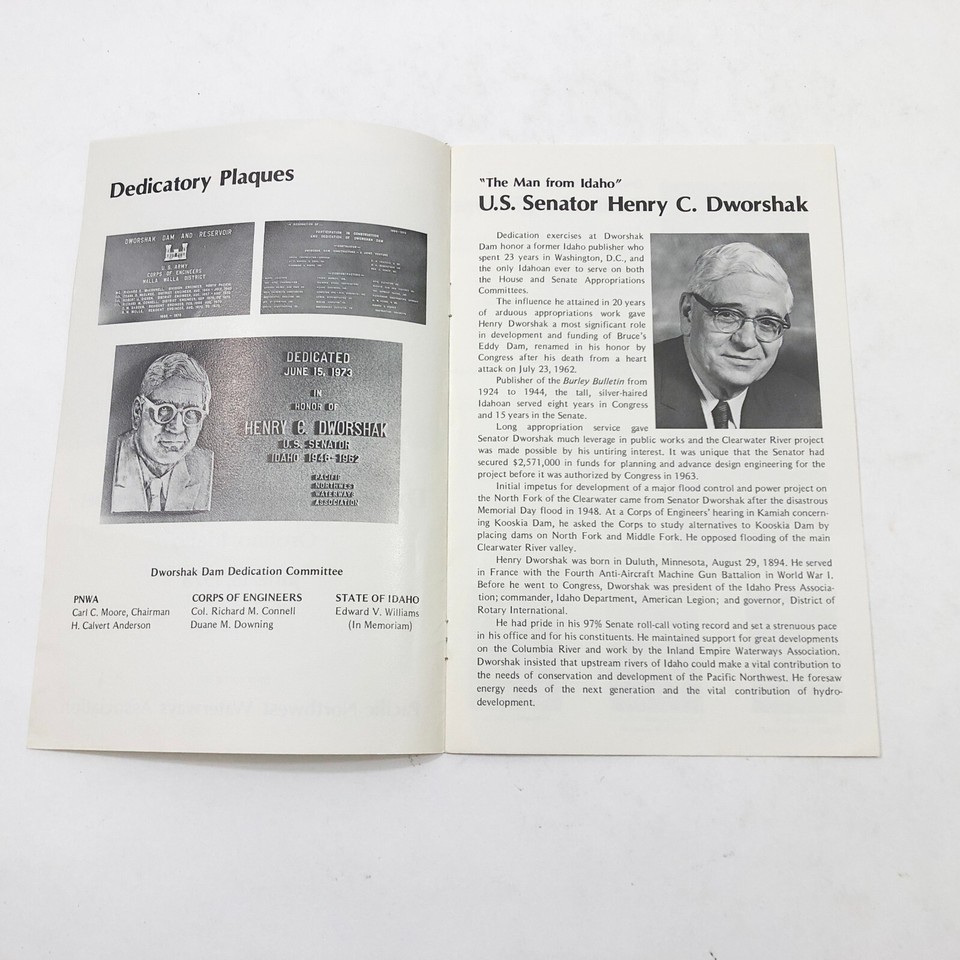 Dedicatory Plaques
DWORSHAK DAM AND RESERVOIR
U.S. ARMY
CORPS OF ENGINEERS
WALLA WALLA DISTRICT
PARTICIPATION IN CONSTRUCTION
AND DEDICATION OF DWORSHAK DAM
DEDICATED
JUNE 15, 1973
IN
HONOR OF
HENRY C. DWORSHAK
U.S. SENATOR
IDAHO 1946-1962
PACIFIC
NORTHWEST
WATERWAYS
ASSOCIATION
Dworshak Dam Dedication Committee
PNWA
Carl C. Moore, Chairman
H. Calvert Anderson
CORPS OF ENGINEERS
Col. Richard M. Connell
Duane M. Downing
STATE OF IDAHO
Edward V. Williams
(In Memoriam)
"The Man from Idaho"
U.S. Senator Henry C. Dworshak
Dedication exercises at Dworshak
Dam honor a former Idaho publisher who
spent 23 years in Washington, D.C., and
the only Idahoan ever to serve on both
the House and Senate Appropriations
Committees.
The influence he attained in 20 years
of arduous appropriations work gave
Henry Dworshak a most significant role
in development and funding of Bruce's
Eddy Dam, renamed in his honor by
Congress after his death from a heart
attack on July 23, 1962.
Publisher of the Burley Bulletin from
1924 to 1944, the tall, silver-haired
Idahoan served eight years in Congress
and 15 years in the Senate.
Long appropriation service gave
Senator Dworshak much leverage in public works and the Clearwater River project
was made possible by his untiring interest. It was unique that the Senator had
secured $2,571,000 in funds for planning and advance design engineering for the
project before it was authorized by Congress in 1963.
Initial impetus for development of a major flood control and power project on
the North Fork of the Clearwater came from Senator Dworshak after the disastrous
Memorial Day flood in 1948. At a Corps of Engineers' hearing in Kamiah concern-
ing Kooskia Dam, he asked the Corps to study alternatives to Kooskia Dam by
placing dams on North Fork and Middle Fork. He opposed flooding of the main
Clearwater River valley.
Henry Dworshak was born in Duluth, Minnesota, August 29, 1894. He served
in France with the Fourth Anti-Aircraft Machine Gun Battalion in World War I.
Before he went to Congress, Dworshak was president of the Idaho Press Associa-
tion; commander, Idaho Department, American Legion; and governor, District of
Rotary International.
He had pride in his 97% Senate roll-call voting record and set a strenuous pace
in his office and for his constituents. He maintained support for great developments
on the Columbia River and work by the Inland Empire Waterways Association.
Dworshak insisted that upstream rivers of Idaho could make a vital contribution to
the needs of conservation and development of the Pacific Northwest. He foresaw
energy needs of the next generation and the vital contribution of hydro-
development.